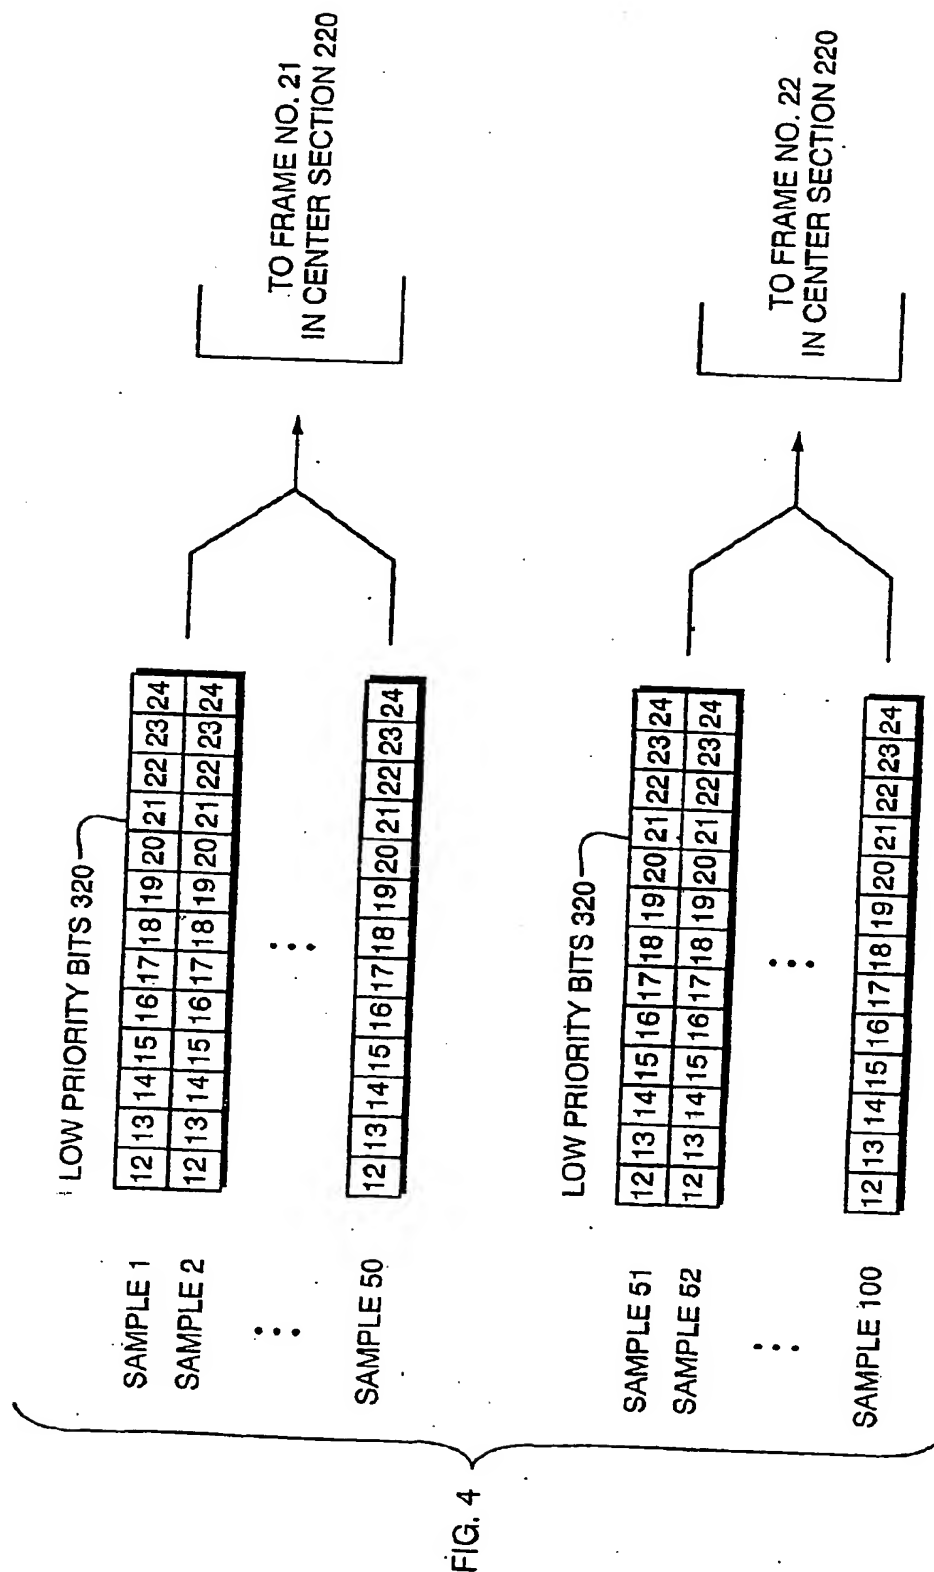 FIG. 4
LOW PRIORITY BITS 320
SAMPLE 1 12 13 14 15 16 17 18 19 20 21 22 23 24
SAMPLE 2 12 13 14 15 16 17 18 19 20 21 22 23 24
SAMPLE 50 12 13 14 15 16 17 18 19 20 21 22 23 24
TO FRAME NO. 21
IN CENTER SECTION 220
LOW PRIORITY BITS 320
SAMPLE 51 12 13 14 15 16 17 18 19 20 21 22 23 24
SAMPLE 52 12 13 14 15 16 17 18 19 20 21 22 23 24
SAMPLE 100 12 13 14 15 16 17 18 19 20 21 22 23 24
TO FRAME NO. 22
IN CENTER SECTION 220